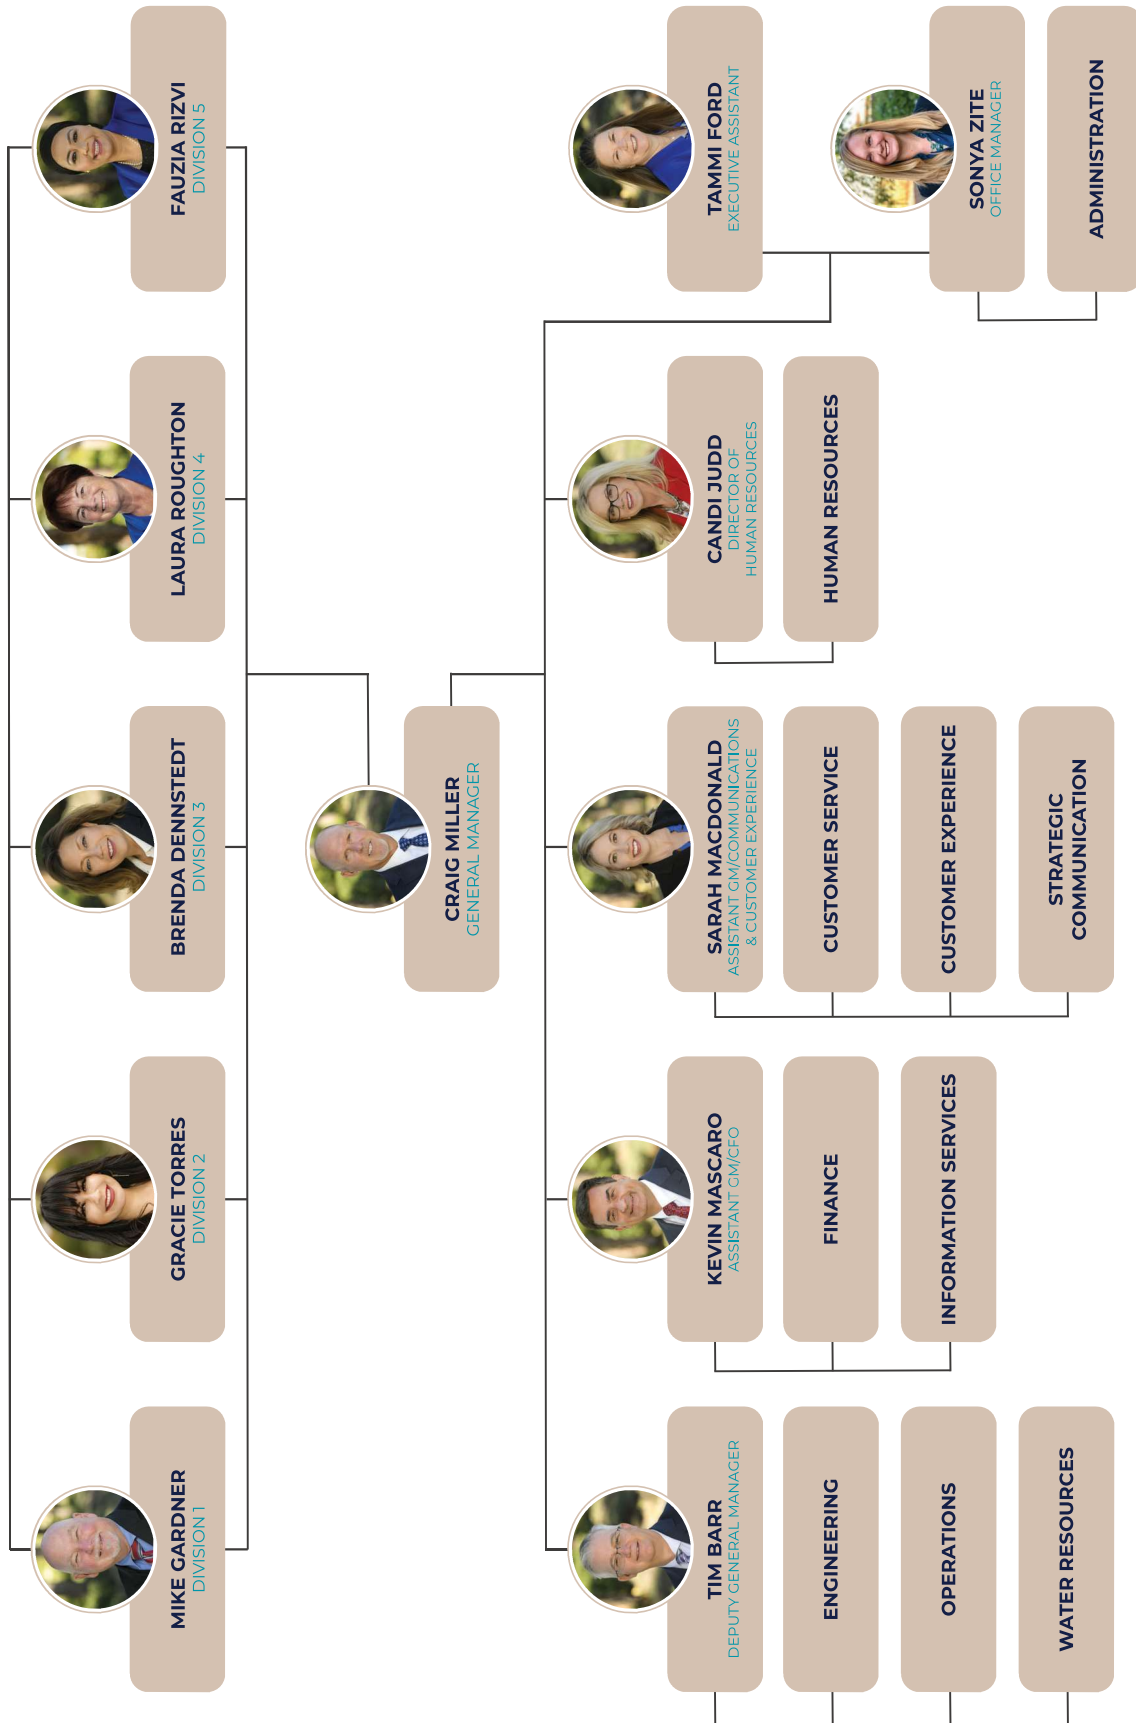 MIKE GARDNER
DIVISION 1
GRACIE TORRES
DIVISION 2
BRENDA DENNSTEDT
DIVISION 3
LAURA ROUGHTON
DIVISION 4
FAUZIA RIZVI
DIVISION 5
CRAIG MILLER
GENERAL MANAGER
TIM BARR
DEPUTY GENERAL MANAGER
ENGINEERING
OPERATIONS
WATER RESOURCES
KEVIN MASCARO
ASSISTANT GM/CFO
FINANCE
INFORMATION SERVICES
SARAH MACDONALD
ASSISTANT GM/COMMUNICATIONS
& CUSTOMER EXPERIENCE
CUSTOMER SERVICE
CUSTOMER EXPERIENCE
STRATEGIC
COMMUNICATION
CANDI JUDD
DIRECTOR OF
HUMAN RESOURCES
HUMAN RESOURCES
TAMMI FORD
EXECUTIVE ASSISTANT
SONYA ZITE
OFFICE MANAGER
ADMINISTRATION